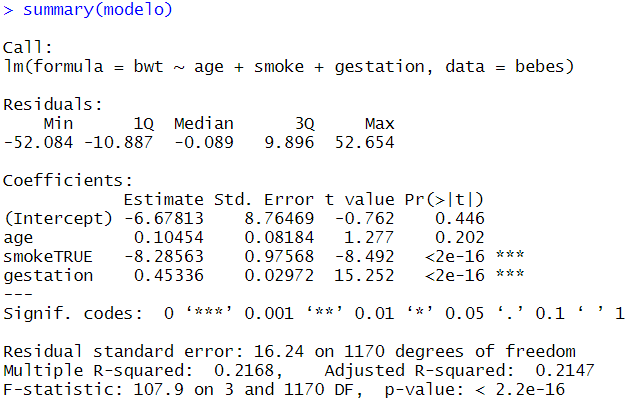 > summary(modelo)
Call:
lm(formula = bwt ~ age + smoke + gestation, data = bebes)
Residuals:
    Min      1Q  Median      3Q     Max
-52.084 -10.887  -0.089   9.896  52.654
Coefficients:
            Estimate Std. Error t value Pr(>|t|)
(Intercept) -6.67813    8.76469  -0.762    0.446
age          0.10454    0.08184   1.277    0.202
smokeTRUE   -8.28563    0.97568  -8.492   <2e-16 ***
gestation    0.45336    0.02972  15.252   <2e-16 ***
---
Signif. codes:  0 ‘***’ 0.001 ‘**’ 0.01 ‘*’ 0.05 ‘.’ 0.1 ‘ ’ 1
Residual standard error: 16.24 on 1170 degrees of freedom
Multiple R-squared:  0.2168,    Adjusted R-squared:  0.2147
F-statistic: 107.9 on 3 and 1170 DF,  p-value: < 2.2e-16